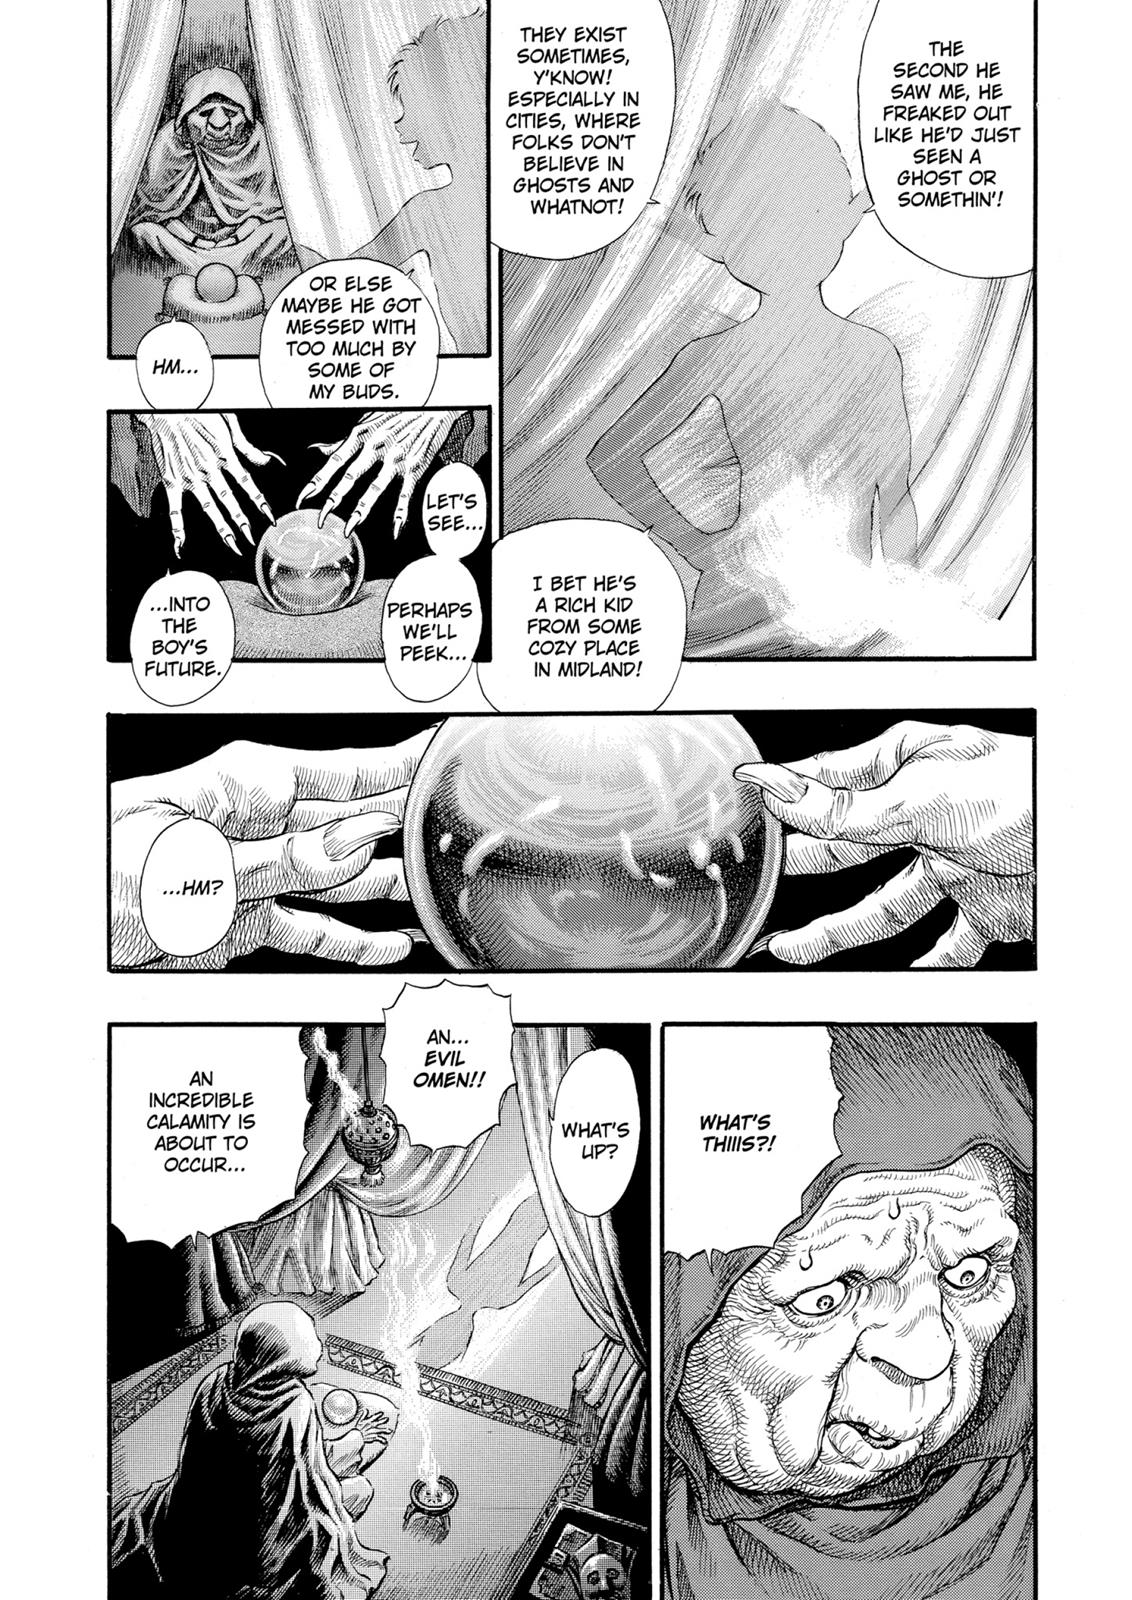 THE
SECOND HE
SAW ME, HE
FREAKED OUT
LIKE HE'D JUST
SEEN A
GHOST OR
SOMETHIN'!
THEY EXIST
SOMETIMES,
Y'KNOW!
ESPECIALLY IN
CITIES, WHERE
FOLKS DON'T
BELIEVE IN
GHOSTS AND
WHATNOT!
I BET HE'S
A RICH KID
FROM SOME
COZY PLACE
IN MIDLAND!
OR ELSE
MAYBE HE GOT
MESSED WITH
TOO MUCH BY
SOME OF
MY BUDS.
HM...
LET'S
SEE...
PERHAPS
WE'LL
PEEK...
...INTO
THE
BOY'S
FUTURE.
...HM?
WHAT'S
THIIIS?!
WHAT'S
UP?
AN...
EVIL
OMEN!!
AN
INCREDIBLE
CALAMITY IS
ABOUT TO
OCCUR...